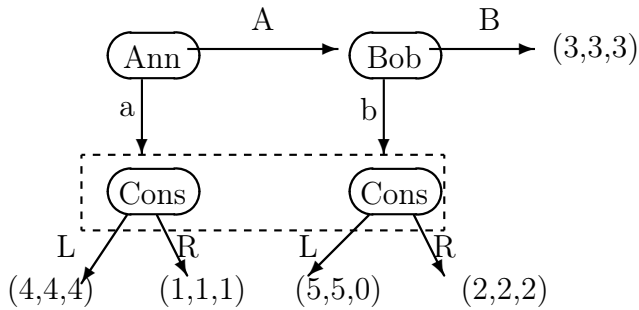 A B
Ann Bob (3,3,3)
a b
Cons Cons
L R L R
(4,4,4) (1,1,1) (5,5,0) (2,2,2)